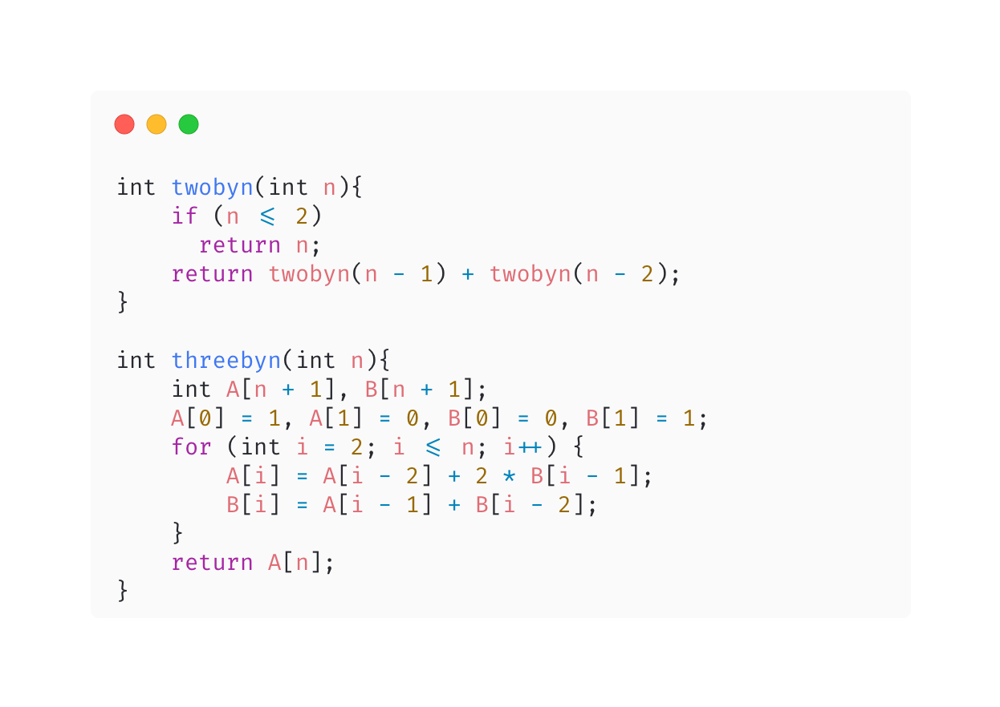 int twobyn(int n){
    if (n <= 2)
      return n;
    return twobyn(n - 1) + twobyn(n - 2);
}

int threebyn(int n){
    int A[n + 1], B[n + 1];
    A[0] = 1, A[1] = 0, B[0] = 0, B[1] = 1;
    for (int i = 2; i <= n; i++) {
        A[i] = A[i - 2] + 2 * B[i - 1];
        B[i] = A[i - 1] + B[i - 2];
    }
    return A[n];
}